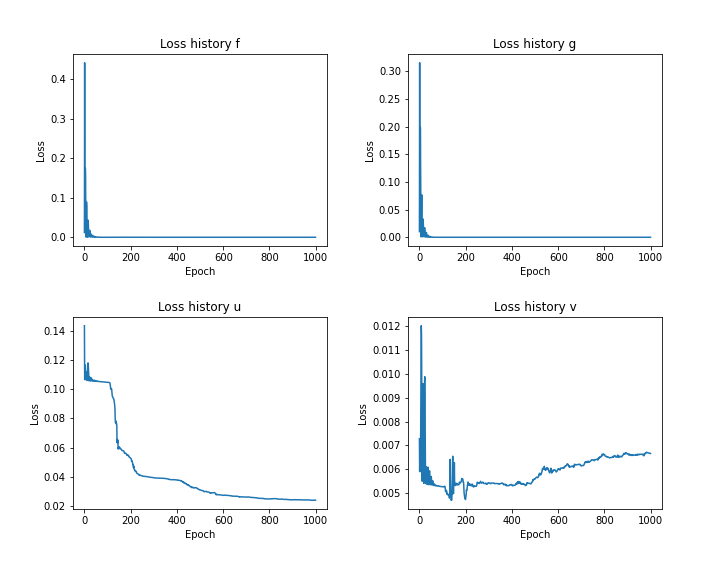 Loss history f
Loss
0.4
0.3
0.2
0.1
0.0
0 200 400 600 800 1000
Epoch
Loss history g
Loss
0.30
0.25
0.20
0.15
0.10
0.05
0.00
0 200 400 600 800 1000
Epoch
Loss history u
Loss
0.14
0.12
0.10
0.08
0.06
0.04
0.02
0 200 400 600 800 1000
Epoch
Loss history v
Loss
0.012
0.011
0.010
0.009
0.008
0.007
0.006
0.005
0 200 400 600 800 1000
Epoch